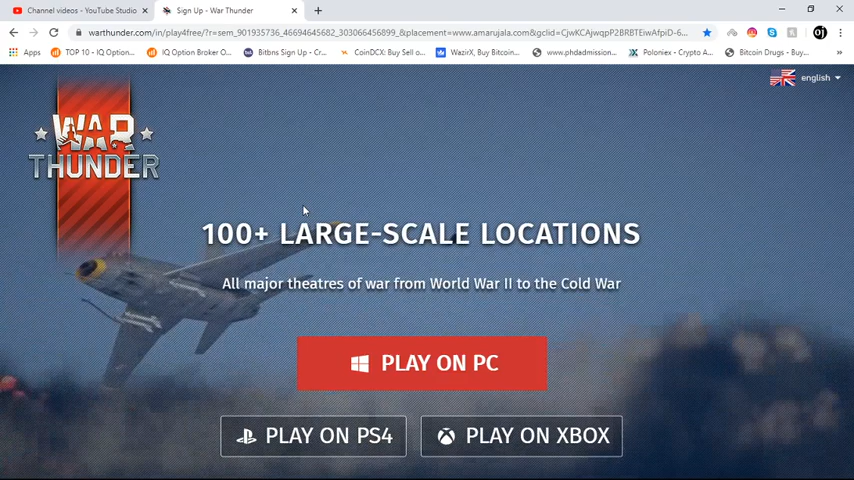 Channel videos - YouTube Studio
Sign Up - War Thunder
warthunder.com/in/play4free/?r=sem_901935736_46694645682_303066456899_&placement=www.amarujala.com&gclid=CjwKCAjwqpP2BRBTEiwAfpiD-6...
Apps
TOP 10 - IQ Option...
IQ Option Broker O...
Bitbns Sign Up - Cr...
CoinDCX: Buy Sell o...
WazirX, Buy Bitcoin...
www.phdadmission...
Poloniex - Crypto A...
Bitcoin Drugs - Buy...
english
WAR
THUNDER
100+ LARGE-SCALE LOCATIONS
All major theatres of war from World War II to the Cold War
PLAY ON PC
PLAY ON PS4
PLAY ON XBOX